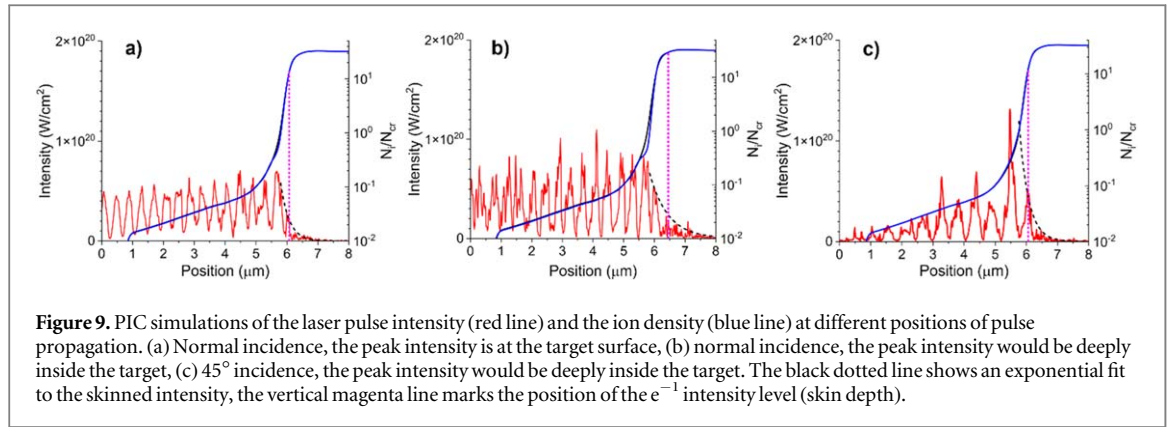 a)
2×10²⁰
1×10²⁰
0
Intensity (W/cm²)
10¹
10⁰
10⁻¹
10⁻²
Nᵢ/N_cr
0 1 2 3 4 5 6 7 8
Position (μm)
b)
2×10²⁰
1×10²⁰
0
Intensity (W/cm²)
10¹
10⁰
10⁻¹
10⁻²
Nᵢ/N_cr
0 1 2 3 4 5 6 7 8
Position (μm)
c)
2×10²⁰
1×10²⁰
0
Intensity (W/cm²)
10¹
10⁰
10⁻¹
10⁻²
Nᵢ/N_cr
0 1 2 3 4 5 6 7 8
Position (μm)
Figure 9. PIC simulations of the laser pulse intensity (red line) and the ion density (blue line) at different positions of pulse
propagation. (a) Normal incidence, the peak intensity is at the target surface, (b) normal incidence, the peak intensity would be deeply
inside the target, (c) 45° incidence, the peak intensity would be deeply inside the target. The black dotted line shows an exponential fit
to the skinned intensity, the vertical magenta line marks the position of the e⁻¹ intensity level (skin depth).